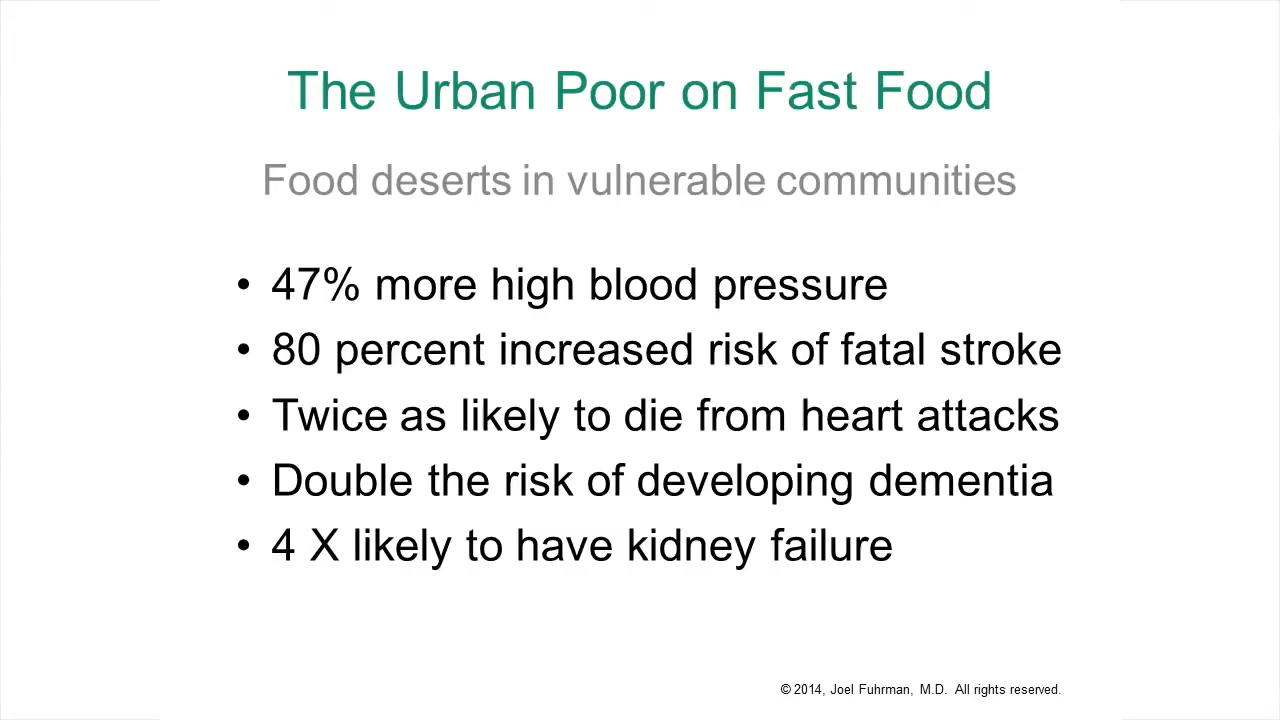 The Urban Poor on Fast Food
Food deserts in vulnerable communities
• 47% more high blood pressure
• 80 percent increased risk of fatal stroke
• Twice as likely to die from heart attacks
• Double the risk of developing dementia
• 4 X likely to have kidney failure
© 2014, Joel Fuhrman, M.D. All rights reserved.